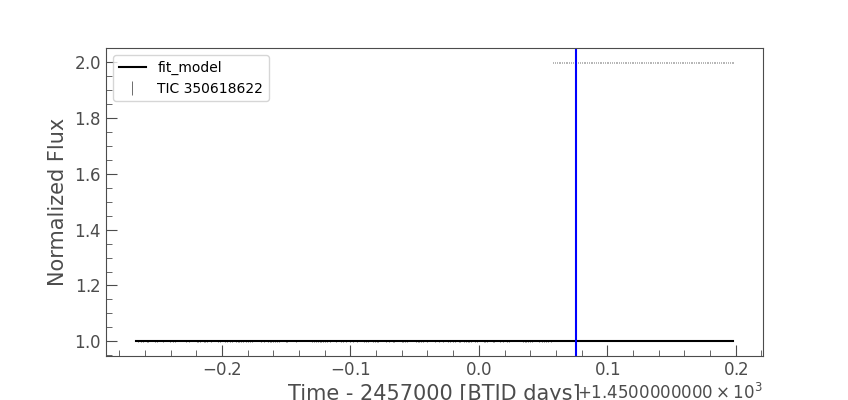 fit_model
TIC 350618622
2.0
1.8
1.6
1.4
1.2
1.0
Normalized Flux
−0.2 −0.1 0.0 0.1 0.2
Time - 2457000 [BTJD days]
+1.4500000000 × 10³